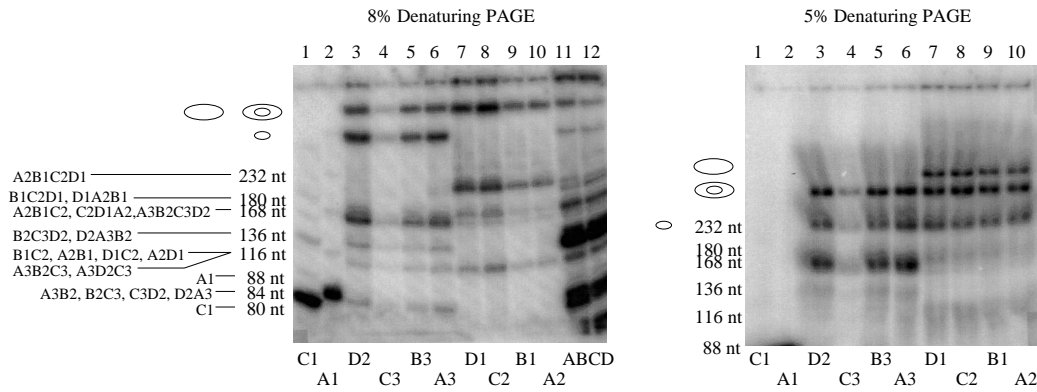 8% Denaturing PAGE
1 2 3 4 5 6 7 8 9 10 11 12
A2B1C2D1 232 nt
B1C2D1, D1A2B1 180 nt
A2B1C2, C2D1A2,A3B2C3D2 168 nt
B2C3D2, D2A3B2 136 nt
B1C2, A2B1, D1C2, A2D1 116 nt
A3B2C3, A3D2C3
A1 88 nt
A3B2, B2C3, C3D2, D2A3 84 nt
C1 80 nt
C1 D2 B3 D1 B1 ABCD
A1 C3 A3 C2 A2
5% Denaturing PAGE
1 2 3 4 5 6 7 8 9 10
232 nt
180 nt
168 nt
136 nt
116 nt
88 nt
C1 D2 B3 D1 B1
A1 C3 A3 C2 A2